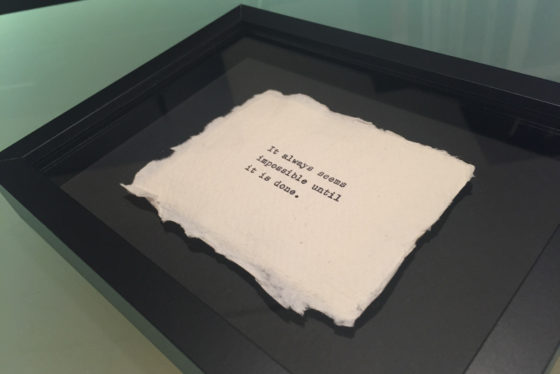 It always seems
impossible until
it is done.